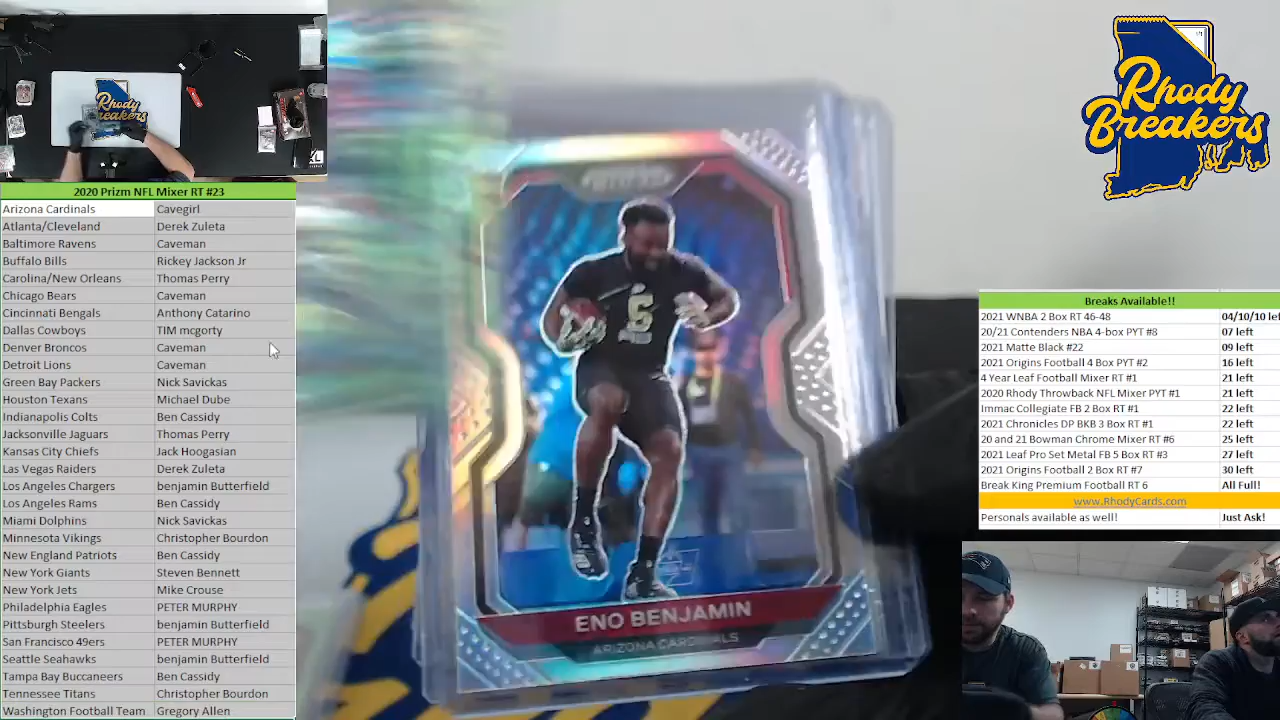 Rhody
Breakers
2020 Prizm NFL Mixer RT #23
Arizona Cardinals Cavegirl
Atlanta/Cleveland Derek Zuleta
Baltimore Ravens Caveman
Buffalo Bills Rickey Jackson Jr
Carolina/New Orleans Thomas Perry
Chicago Bears Caveman
Cincinnati Bengals Anthony Catarino
Dallas Cowboys TIM mcgorty
Denver Broncos Caveman
Detroit Lions Caveman
Green Bay Packers Nick Savickas
Houston Texans Michael Dube
Indianapolis Colts Ben Cassidy
Jacksonville Jaguars Thomas Perry
Kansas City Chiefs Jack Hoogasian
Las Vegas Raiders Derek Zuleta
Los Angeles Chargers benjamin Butterfield
Los Angeles Rams Ben Cassidy
Miami Dolphins Nick Savickas
Minnesota Vikings Christopher Bourdon
New England Patriots Ben Cassidy
New York Giants Steven Bennett
New York Jets Mike Crouse
Philadelphia Eagles PETER MURPHY
Pittsburgh Steelers benjamin Butterfield
San Francisco 49ers PETER MURPHY
Seattle Seahawks benjamin Butterfield
Tampa Bay Buccaneers Ben Cassidy
Tennessee Titans Christopher Bourdon
Washington Football Team Gregory Allen
ENO BENJAMIN
ARIZONA CARDINALS
Rhody
Breakers
Breaks Available!!
2021 WNBA 2 Box RT 46-48 04/10/10 left
20/21 Contenders NBA 4-box PYT #8 07 left
2021 Matte Black #22 09 left
2021 Origins Football 4 Box PYT #2 16 left
4 Year Leaf Football Mixer RT #1 21 left
2020 Rhody Throwback NFL Mixer PYT #1 21 left
Immac Collegiate FB 2 Box RT #1 22 left
2021 Chronicles DP BKB 3 Box RT #1 22 left
20 and 21 Bowman Chrome Mixer RT #6 25 left
2021 Leaf Pro Set Metal FB 5 Box RT #3 27 left
2021 Origins Football 2 Box RT #7 30 left
Break King Premium Football RT 6 All Full!
www.RhodyCards.com
Personals available as well! Just Ask!